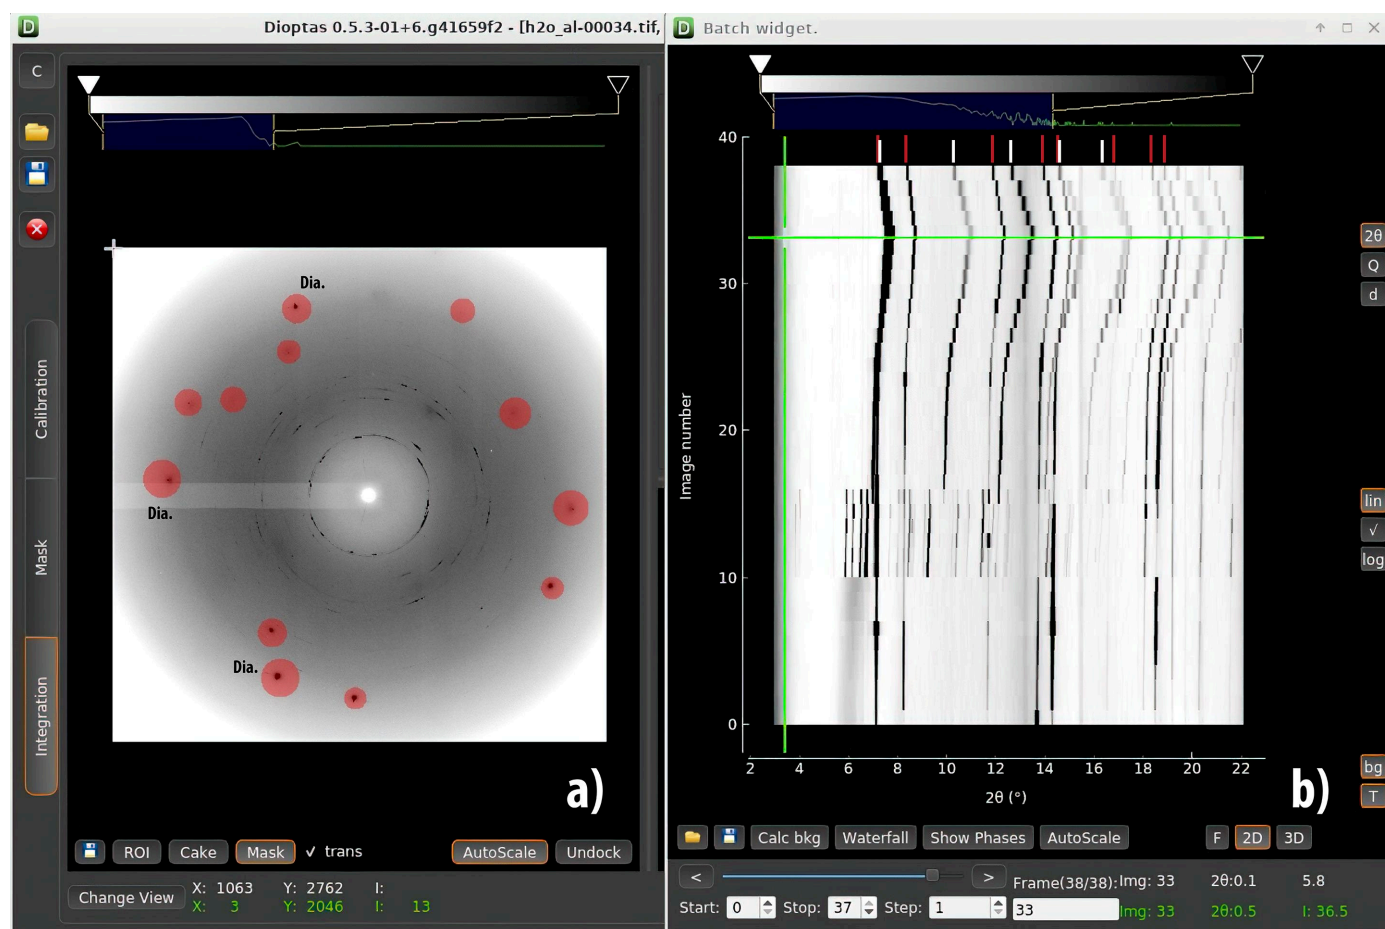 Dioptas 0.5.3-01+6.g41659f2 - [h2o_al-00034.tif,
C
Calibration
Mask
Integration
Dia.
Dia.
Dia.
a)
ROI
Cake
Mask
✓ trans
AutoScale
Undock
Change View
X: 1063 Y: 2762 I:
X: 3 Y: 2046 I: 13
D Batch widget.
40
30
20
10
0
Image number
2 4 6 8 10 12 14 16 18 20 22
2θ (°)
2θ
Q
d
lin
√
log
bg
T
b)
Calc bkg
Waterfall
Show Phases
AutoScale
F
2D
3D
<
>
Frame(38/38): Img: 33 2θ:0.1 5.8
Start: 0 Stop: 37 Step: 1 33 Img: 33 2θ:0.5 I: 36.5